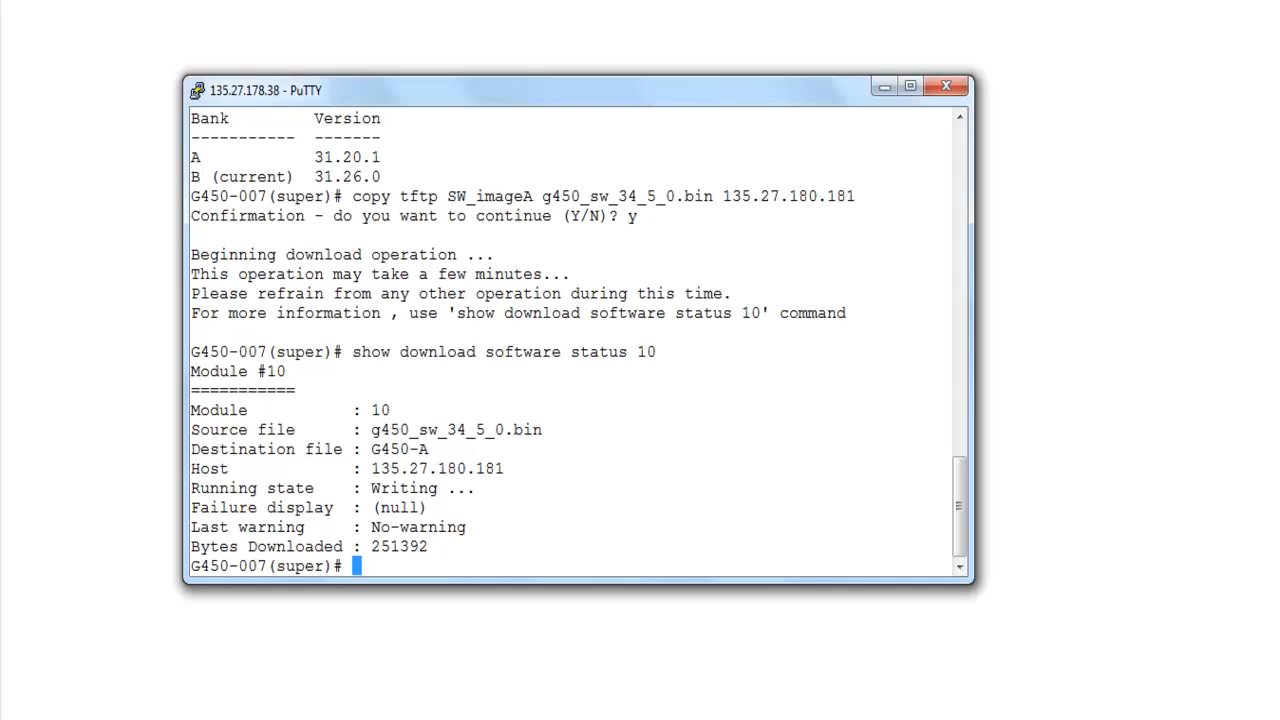 135.27.178.38 - PuTTY
Bank Version
----------- -------
A 31.20.1
B (current) 31.26.0
G450-007(super)# copy tftp SW_imageA g450_sw_34_5_0.bin 135.27.180.181
Confirmation - do you want to continue (Y/N)? y
Beginning download operation ...
This operation may take a few minutes...
Please refrain from any other operation during this time.
For more information , use 'show download software status 10' command
G450-007(super)# show download software status 10
Module #10
===========
Module : 10
Source file : g450_sw_34_5_0.bin
Destination file : G450-A
Host : 135.27.180.181
Running state : Writing ...
Failure display : (null)
Last warning : No-warning
Bytes Downloaded : 251392
G450-007(super)#